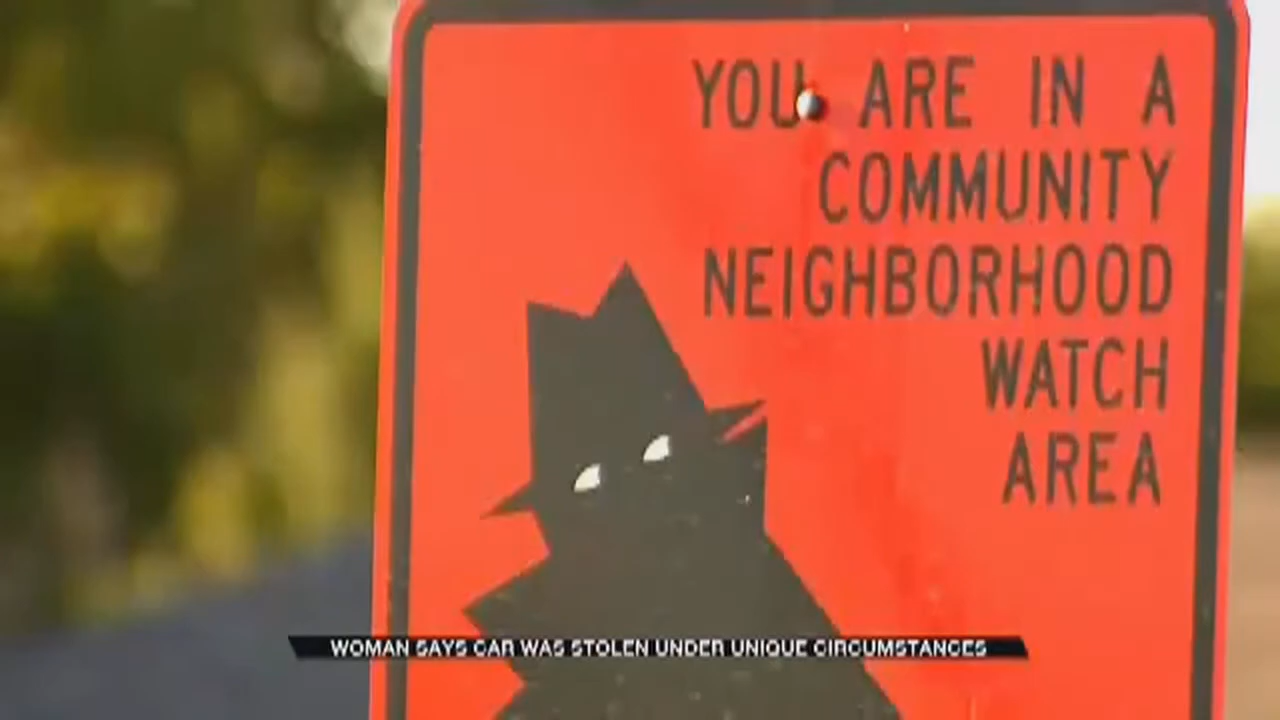 YOU ARE IN A
COMMUNITY
NEIGHBORHOOD
WATCH
AREA
WOMAN SAYS CAR WAS STOLEN UNDER UNIQUE CIRCUMSTANCES